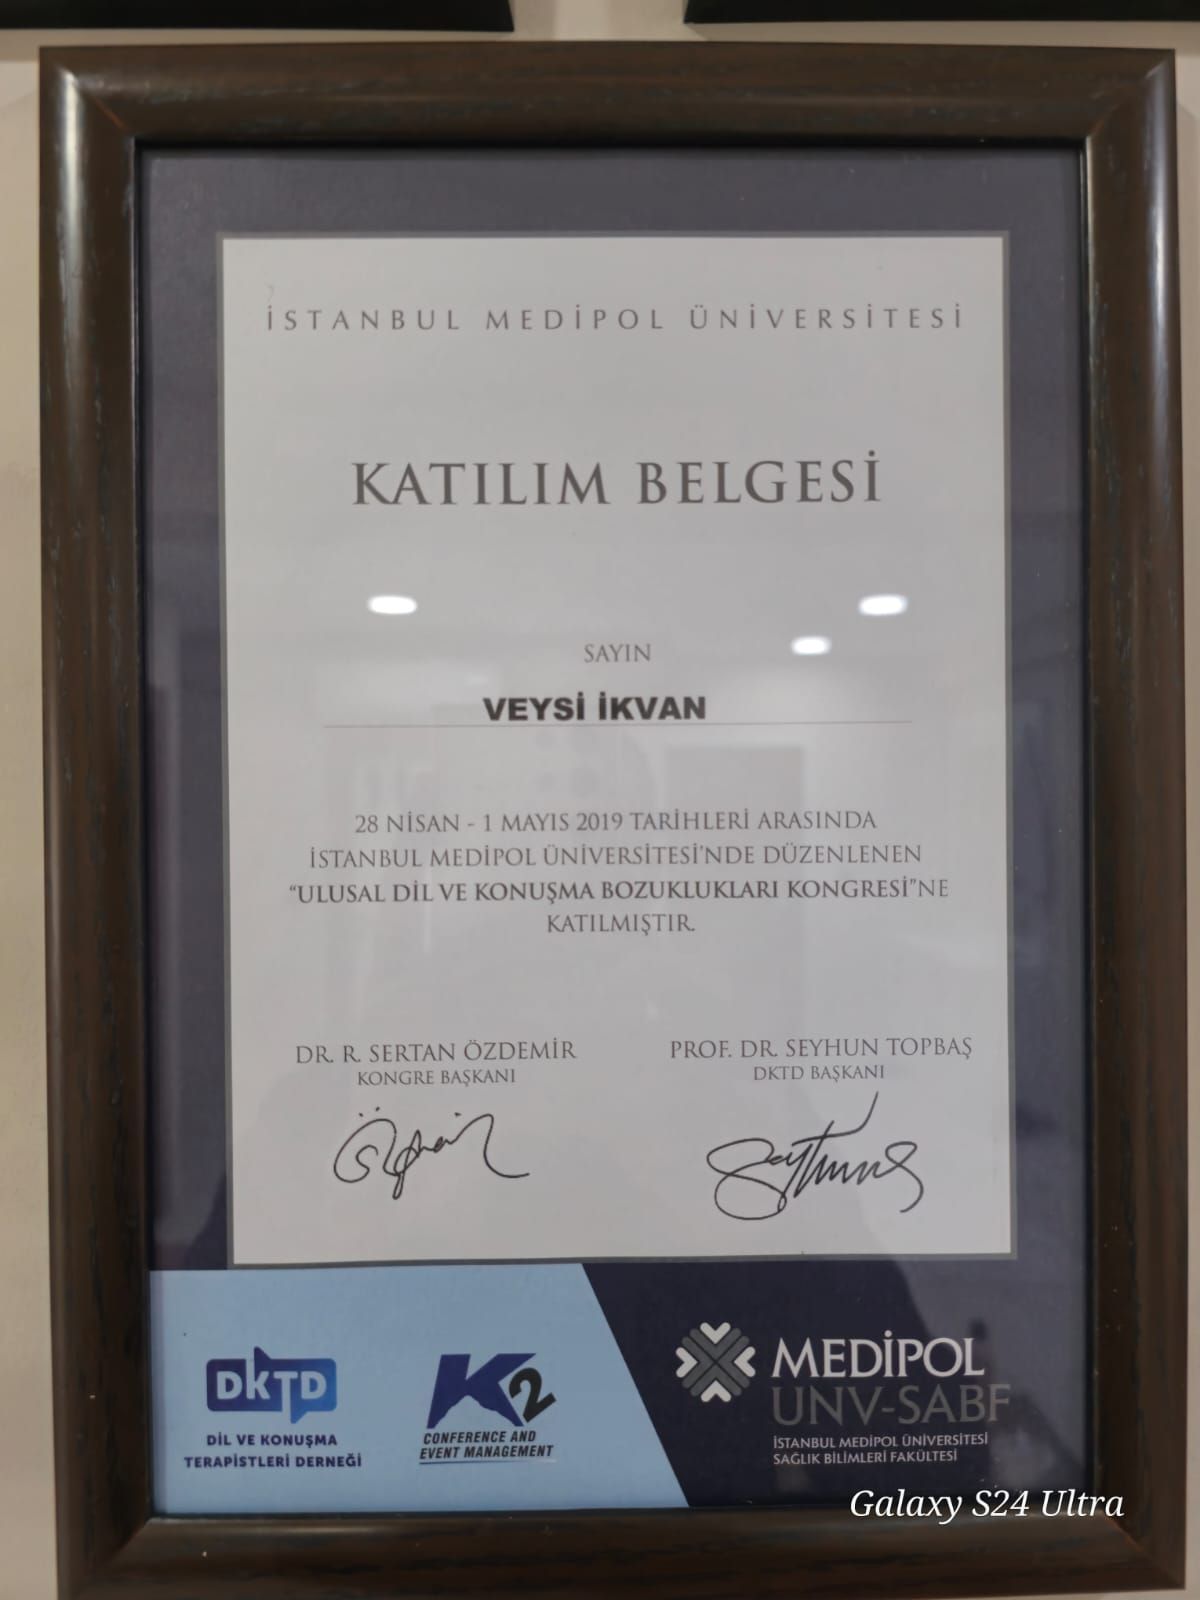 İSTANBUL MEDİPOL ÜNİVERSİTESİ
KATILIM BELGESİ
SAYIN
VEYSİ İKVAN
28 NİSAN - 1 MAYIS 2019 TARİHLERİ ARASINDA
İSTANBUL MEDİPOL ÜNİVERSİTESİ'NDE DÜZENLENEN
“ULUSAL DİL VE KONUŞMA BOZUKLUKLARI KONGRESİ”NE
KATILMIŞTIR.
DR. R. SERTAN ÖZDEMİR
KONGRE BAŞKANI
PROF. DR. SEYHUN TOPBAŞ
DKTD BAŞKANI
DKTD
DİL VE KONUŞMA
TERAPİSTLERİ DERNEĞİ
K2
CONFERENCE AND
EVENT MANAGEMENT
MEDİPOL
UNV-SABF
İSTANBUL MEDİPOL ÜNİVERSİTESİ
SAĞLIK BİLİMLERİ FAKÜLTESİ
Galaxy S24 Ultra